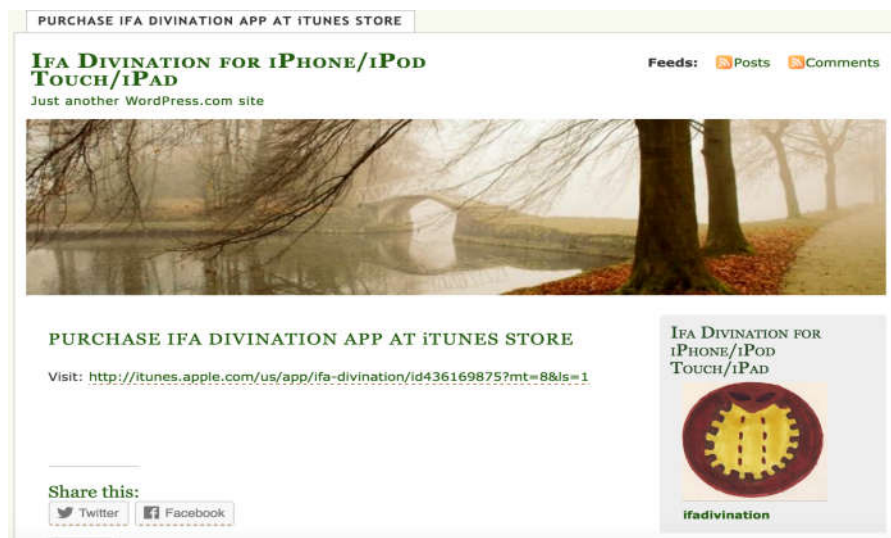 PURCHASE IFA DIVINATION APP AT iTUNES STORE
Ifa Divination for iPhone/iPod
Touch/iPad
Just another WordPress.com site
Feeds: Posts Comments
PURCHASE IFA DIVINATION APP AT iTUNES STORE
Visit: http://itunes.apple.com/us/app/ifa-divination/id436169875?mt=8&ls=1
Share this:
Twitter Facebook
Ifa Divination for
iPhone/iPod
Touch/iPad
ifadivination